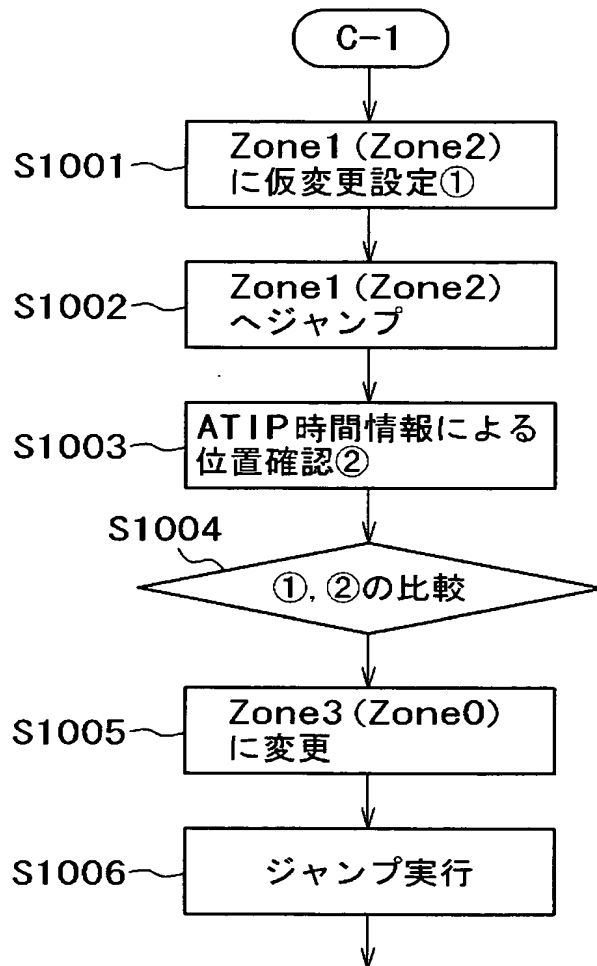 C-1
S1001
Zone1(Zone2)
に仮変更設定①
S1002
Zone1(Zone2)
へジャンプ
S1003
ATIP時間情報による
位置確認②
S1004
①,②の比較
S1005
Zone3(Zone0)
に変更
S1006
ジャンプ実行